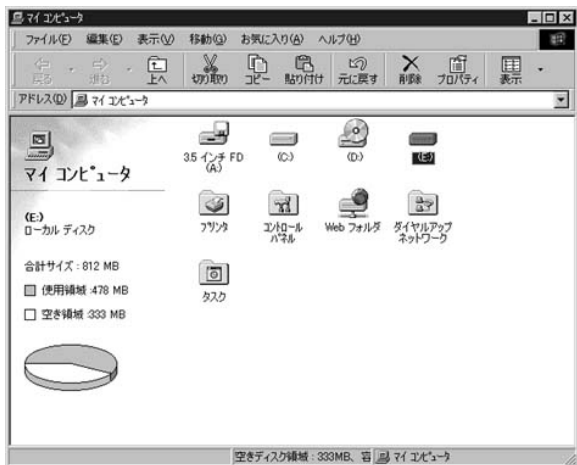 マイ コンピュータ
ファイル(F) 編集(E) 表示(V) 移動(G) お気に入り(A) ヘルプ(H)
戻る 進む 上へ 切り取り コピー 貼り付け 元に戻す 削除 プロパティ 表示
アドレス(D) マイ コンピュータ
マイ コンピュータ
(E:)
ローカル ディスク
合計サイズ : 812 MB
使用領域 :478 MB
空き領域 :333 MB
3.5 インチ FD
(A:)
(C:)
(D:)
(E:)
プリンタ
コントロール
パネル
Web フォルダ
ダイヤルアップ
ネットワーク
タスク
空きディスク領域 : 333MB、容 マイ コンピュータ